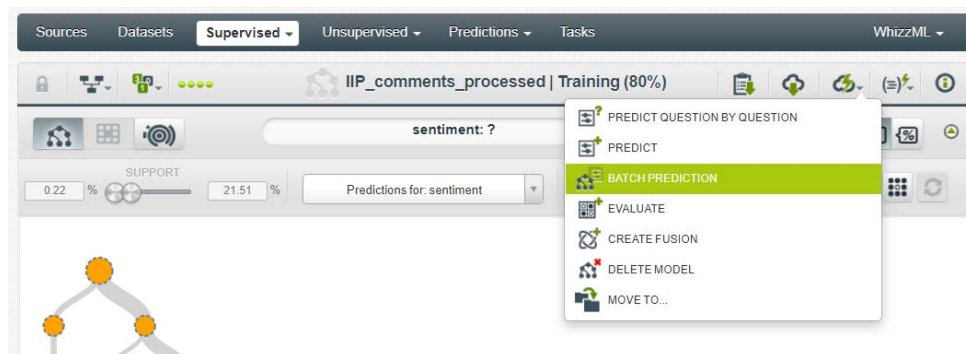 Sources Datasets Supervised Unsupervised Predictions Tasks WhizzML
IIP_comments_processed | Training (80%)
sentiment: ?
SUPPORT
0.22 % 21.51 % Predictions for: sentiment
PREDICT QUESTION BY QUESTION
PREDICT
BATCH PREDICTION
EVALUATE
CREATE FUSION
DELETE MODEL
MOVE TO...